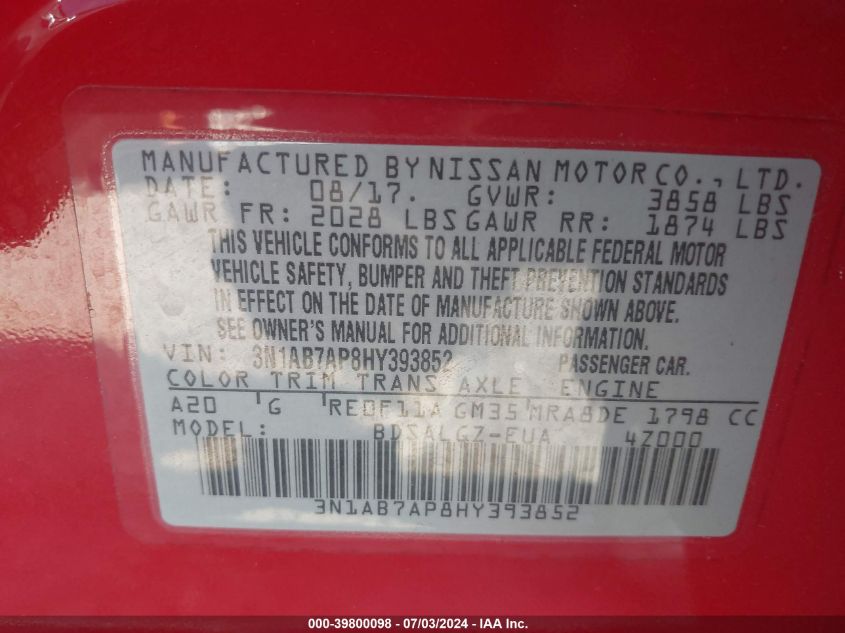 MANUFACTURED BY NISSAN MOTOR CO., LTD.
DATE: 08/17. GVWR: 3858 LBS
GAWR FR: 2028 LBS GAWR RR: 1874 LBS
THIS VEHICLE CONFORMS TO ALL APPLICABLE FEDERAL MOTOR
VEHICLE SAFETY, BUMPER AND THEFT PREVENTION STANDARDS
IN EFFECT ON THE DATE OF MANUFACTURE SHOWN ABOVE.
SEE OWNER'S MANUAL FOR ADDITIONAL INFORMATION.
VIN: 3N1AB7AP8HY393852 PASSENGER CAR.
COLOR TRIM TRANS AXLE ENGINE
A20 G RE0F11A GM35 MRA8DE 1798 CC
MODEL: BDSALGZ-EUA 4Z000
3N1AB7AP8HY393852
000-39800098 - 07/03/2024 - IAA Inc.